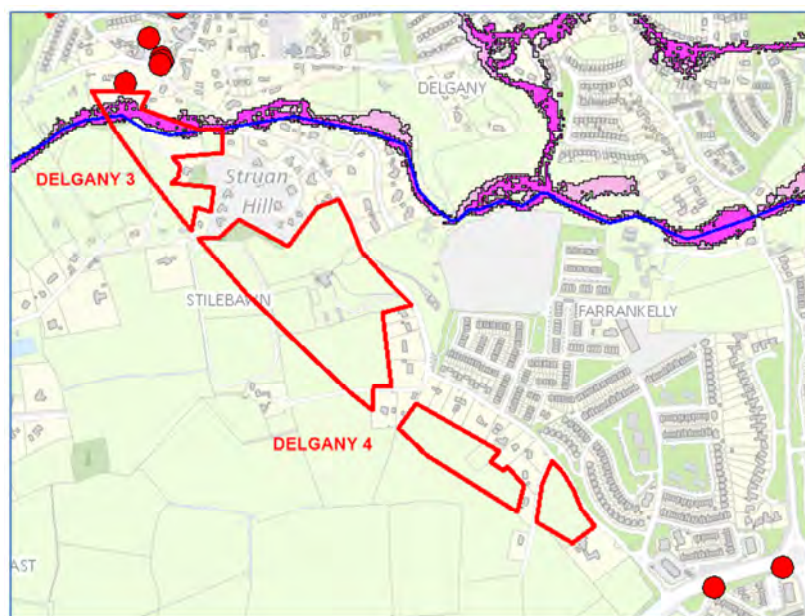 DELGANY
DELGANY 3
Struan
Hill
STILEBAWN
FARRANKELLY
DELGANY 4
AST